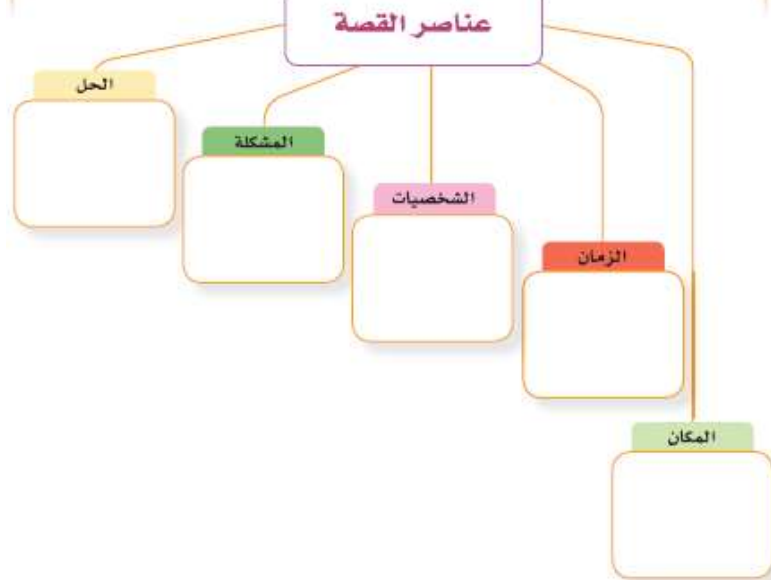 عناصر القصة
الحل
المشكلة
الشخصيات
الزمان
المكان